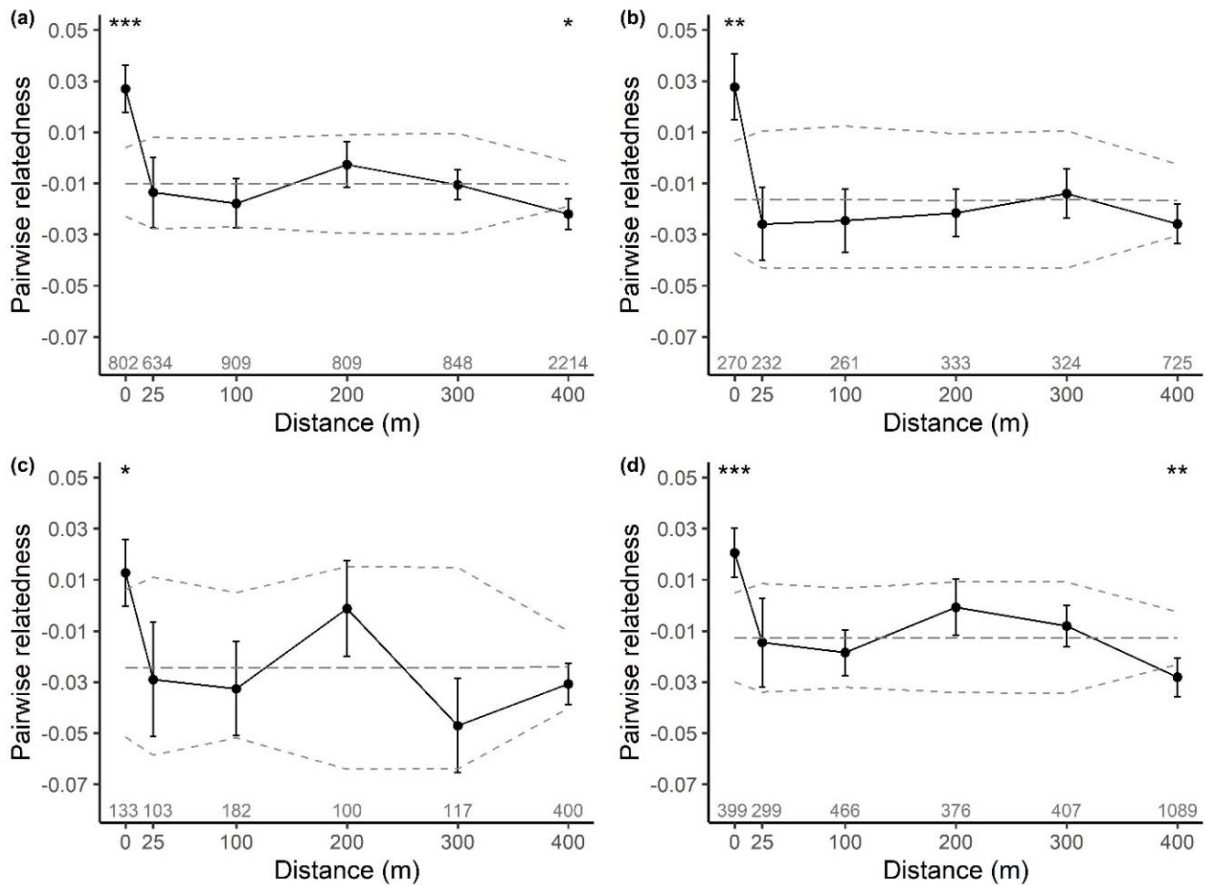 (a)
*** *
0.05
0.03
0.01
-0.01
-0.03
-0.05
-0.07
Pairwise relatedness
802 634 909 809 848 2214
0 25 100 200 300 400
Distance (m)
(b)
**
0.05
0.03
0.01
-0.01
-0.03
-0.05
-0.07
Pairwise relatedness
270 232 261 333 324 725
0 25 100 200 300 400
Distance (m)
(c)
*
0.05
0.03
0.01
-0.01
-0.03
-0.05
-0.07
Pairwise relatedness
133 103 182 100 117 400
0 25 100 200 300 400
Distance (m)
(d)
*** **
0.05
0.03
0.01
-0.01
-0.03
-0.05
-0.07
Pairwise relatedness
399 299 466 376 407 1089
0 25 100 200 300 400
Distance (m)